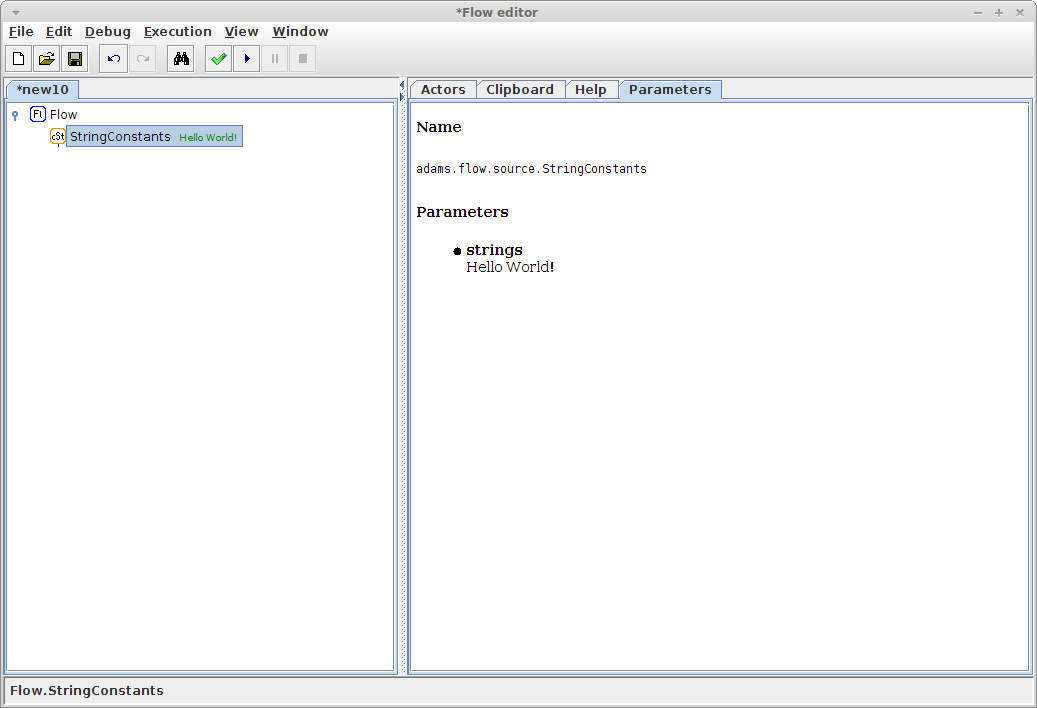 *Flow editor
File Edit Debug Execution View Window
*new10
Actors Clipboard Help Parameters
Fl Flow
cSt StringConstants Hello World!
Name
adams.flow.source.StringConstants
Parameters
strings
Hello World!
Flow.StringConstants